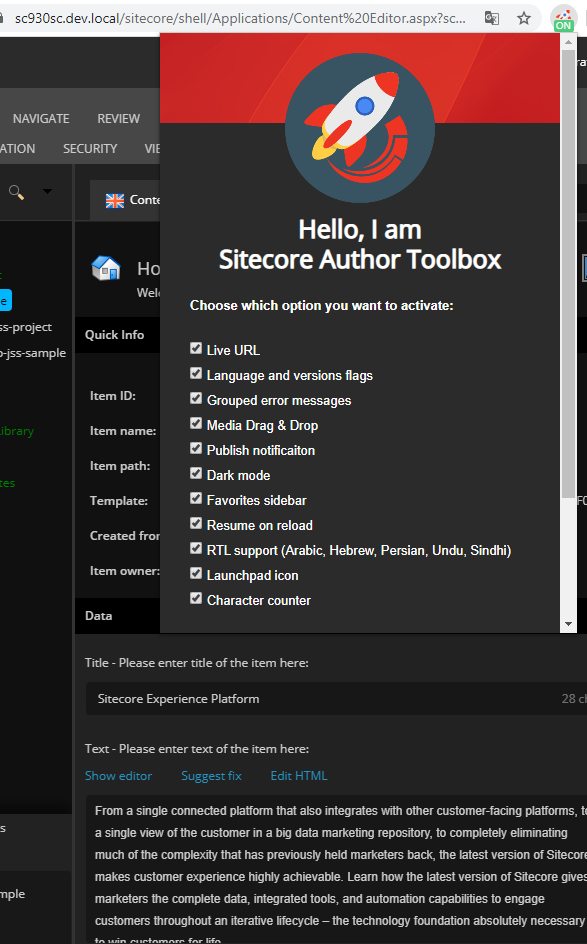 sc930sc.dev.local/sitecore/shell/Applications/Content%20Editor.aspx?sc...
ON
NAVIGATE REVIEW
ATION SECURITY VIE
Hello, I am
Sitecore Author Toolbox
Choose which option you want to activate:
Live URL
Language and versions flags
Grouped error messages
Media Drag & Drop
Publish notificaiton
Dark mode
Favorites sidebar
Resume on reload
RTL support (Arabic, Hebrew, Persian, Undu, Sindhi)
Launchpad icon
Character counter
Conte
Ho
Welc
ss-project
o-jss-sample
Library
tes
Quick Info
Item ID:
Item name:
Item path:
Template:
Created from
Item owner:
Data
Title - Please enter title of the item here:
Sitecore Experience Platform 28 ch
Text - Please enter text of the item here:
Show editor Suggest fix Edit HTML
From a single connected platform that also integrates with other customer-facing platforms, to
a single view of the customer in a big data marketing repository, to completely eliminating
much of the complexity that has previously held marketers back, the latest version of Sitecore
makes customer experience highly achievable. Learn how the latest version of Sitecore gives
marketers the complete data, integrated tools, and automation capabilities to engage
customers throughout an iterative lifecycle – the technology foundation absolutely necessary
to win customers for life.
s
mple